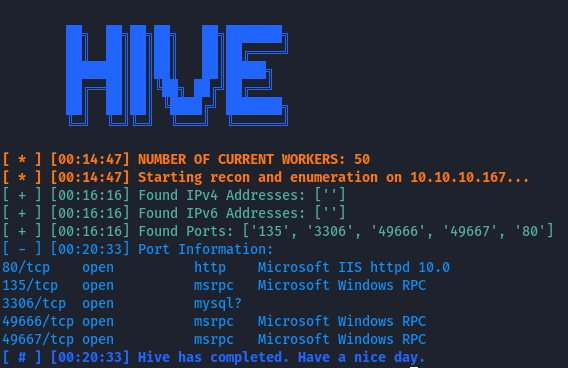 HIVE
[ * ] [00:14:47] NUMBER OF CURRENT WORKERS: 50
[ * ] [00:14:47] Starting recon and enumeration on 10.10.10.167...
[ + ] [00:16:16] Found IPv4 Addresses: ['']
[ + ] [00:16:16] Found IPv6 Addresses: ['']
[ + ] [00:16:16] Found Ports: ['135', '3306', '49666', '49667', '80']
[ - ] [00:20:33] Port Information:
80/tcp    open          http    Microsoft IIS httpd 10.0
135/tcp   open          msrpc   Microsoft Windows RPC
3306/tcp  open          mysql?
49666/tcp open          msrpc   Microsoft Windows RPC
49667/tcp open          msrpc   Microsoft Windows RPC
[ # ] [00:20:33] Hive has completed. Have a nice day.